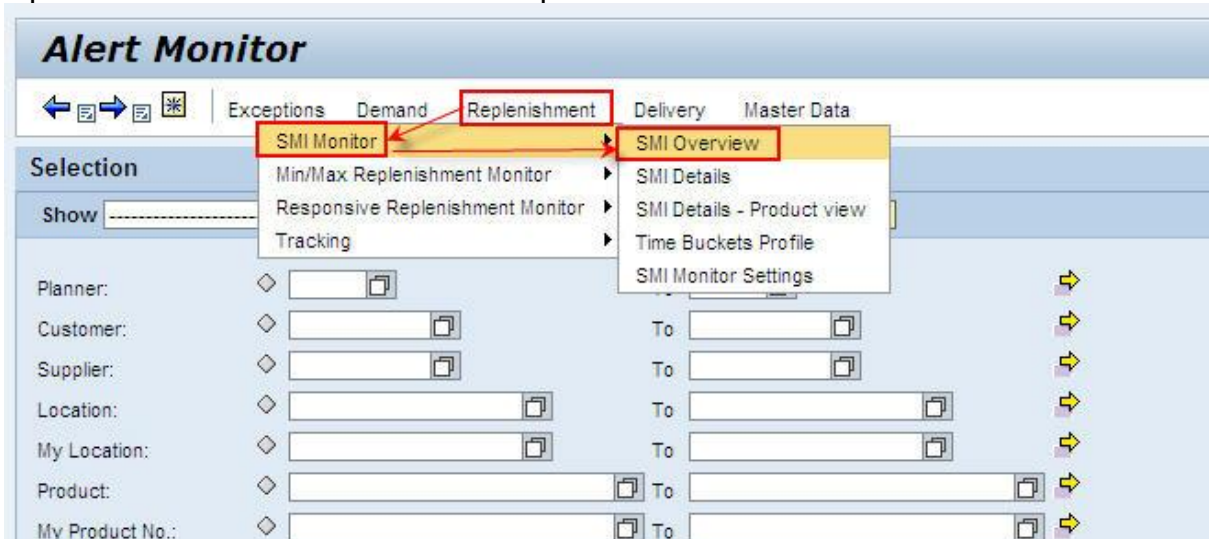 Alert Monitor
Exceptions Demand Replenishment Delivery Master Data
SMI Monitor SMI Overview
Selection
Min/Max Replenishment Monitor SMI Details
Show ---------------------- Responsive Replenishment Monitor SMI Details - Product view
Tracking Time Buckets Profile
SMI Monitor Settings
Planner:
Customer: To
Supplier: To
Location: To
My Location: To
Product: To
My Product No.: To